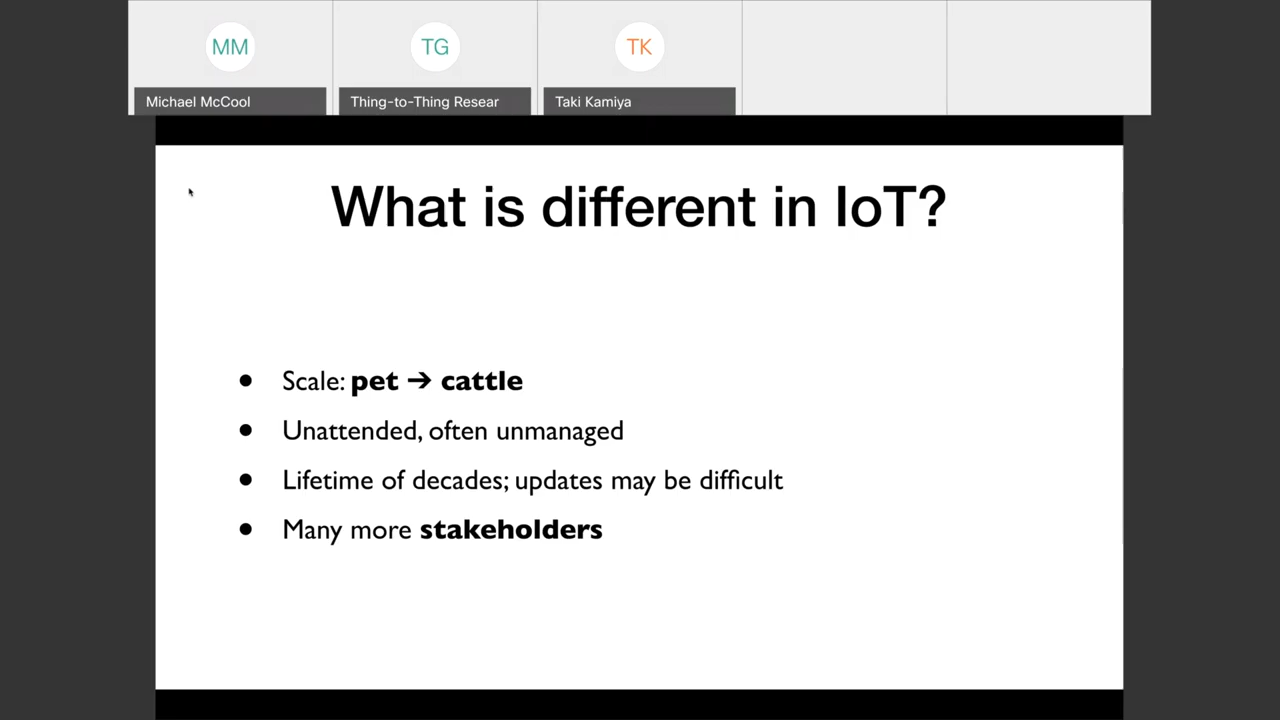 MM
TG
TK
Michael McCool
Thing-to-Thing Resear
Taki Kamiya
What is different in IoT?
• Scale: pet → cattle
• Unattended, often unmanaged
• Lifetime of decades; updates may be difficult
• Many more stakeholders